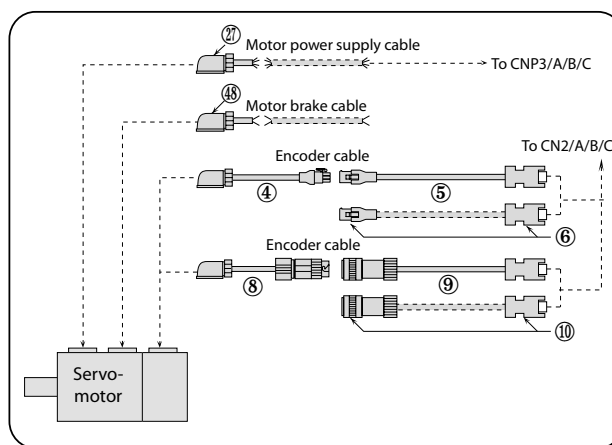 ㉗
Motor power supply cable
To CNP3/A/B/C
㊽
Motor brake cable
To CN2/A/B/C
Encoder cable
④
⑤
⑥
Encoder cable
⑧
⑨
⑩
Servo-
motor